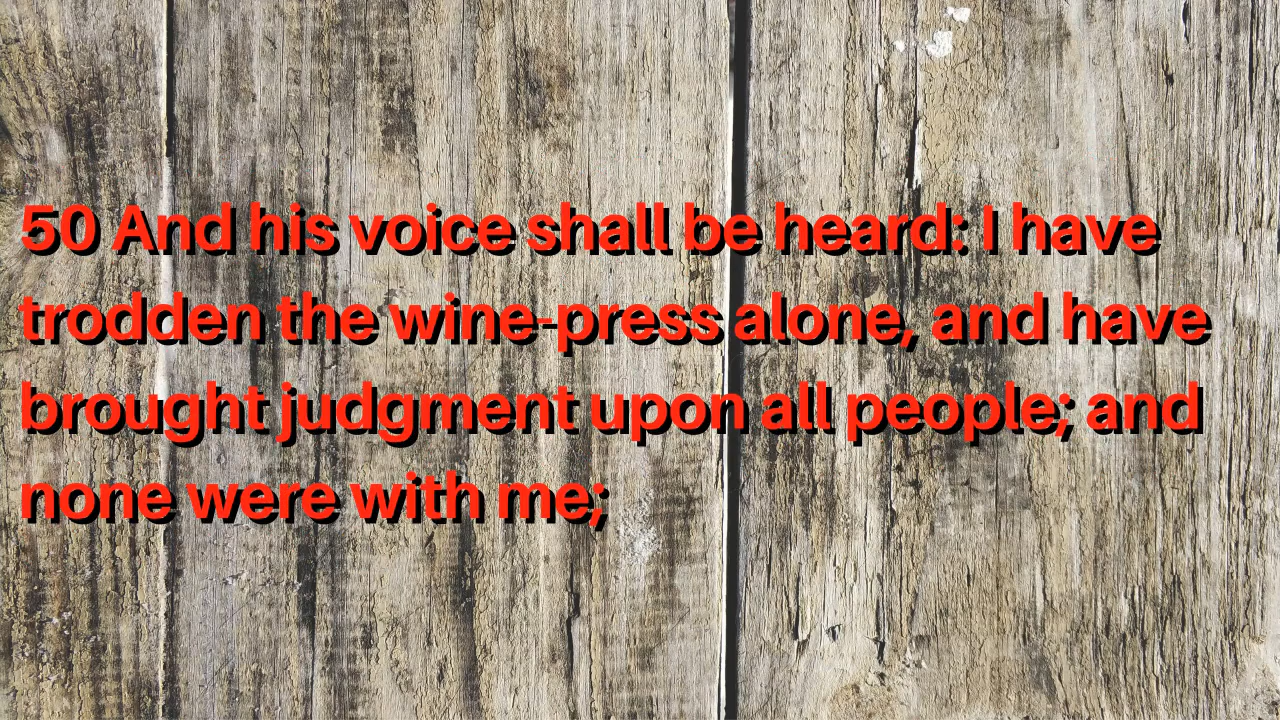 50 And his voice shall be heard: I have
trodden the wine-press alone, and have
brought judgment upon all people; and
none were with me;